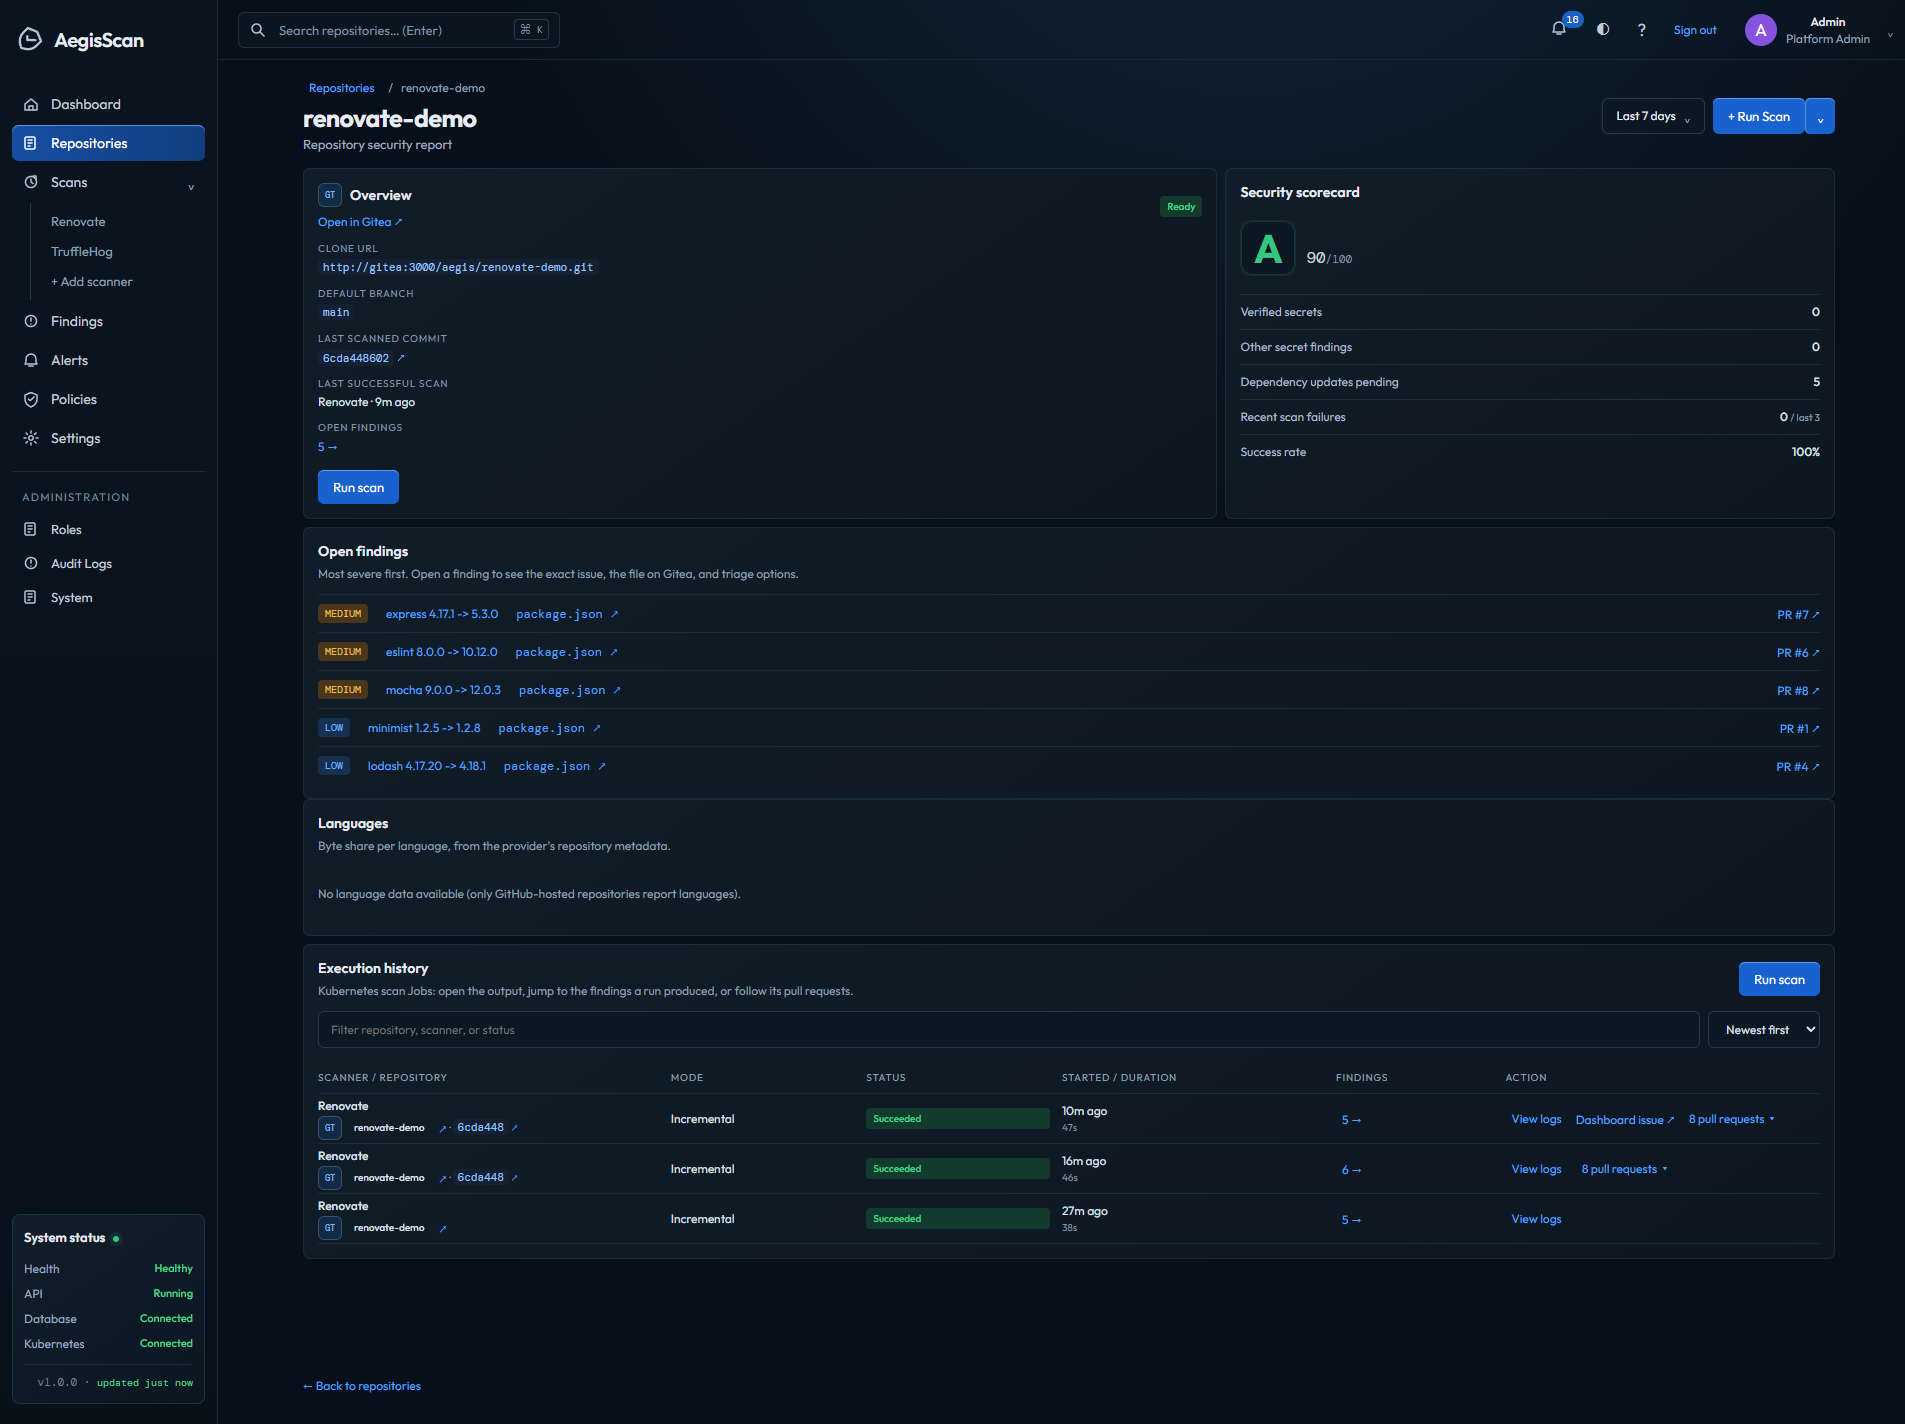 AegisScan
Search repositories... (Enter)
⌘ K
16
?
Sign out
A
Admin
Platform Admin
Dashboard
Repositories
Scans
Renovate
TruffleHog
+ Add scanner
Findings
Alerts
Policies
Settings
ADMINISTRATION
Roles
Audit Logs
System
System status
Health Healthy
API Running
Database Connected
Kubernetes Connected
v1.0.0 · updated just now
Repositories / renovate-demo
renovate-demo
Repository security report
Last 7 days
+ Run Scan
GT Overview
Ready
Open in Gitea ↗
CLONE URL
http://gitea:3000/aegis/renovate-demo.git
DEFAULT BRANCH
main
LAST SCANNED COMMIT
6cda448602 ↗
LAST SUCCESSFUL SCAN
Renovate · 9m ago
OPEN FINDINGS
5 →
Run scan
Security scorecard
A 90/100
Verified secrets 0
Other secret findings 0
Dependency updates pending 5
Recent scan failures 0 / last 3
Success rate 100%
Open findings
Most severe first. Open a finding to see the exact issue, the file on Gitea, and triage options.
MEDIUM express 4.17.1 -> 5.3.0 package.json ↗ PR #7 ↗
MEDIUM eslint 8.0.0 -> 10.12.0 package.json ↗ PR #6 ↗
MEDIUM mocha 9.0.0 -> 12.0.3 package.json ↗ PR #8 ↗
LOW minimist 1.2.5 -> 1.2.8 package.json ↗ PR #1 ↗
LOW lodash 4.17.20 -> 4.18.1 package.json ↗ PR #4 ↗
Languages
Byte share per language, from the provider's repository metadata.
No language data available (only GitHub-hosted repositories report languages).
Execution history
Kubernetes scan Jobs: open the output, jump to the findings a run produced, or follow its pull requests.
Run scan
Filter repository, scanner, or status
Newest first
SCANNER / REPOSITORY MODE STATUS STARTED / DURATION FINDINGS ACTION
Renovate
GT renovate-demo ↗ · 6cda448 ↗
Incremental
Succeeded
10m ago
47s
5 →
View logs Dashboard issue ↗ 8 pull requests ▾
Renovate
GT renovate-demo ↗ · 6cda448 ↗
Incremental
Succeeded
16m ago
46s
6 →
View logs 8 pull requests ▾
Renovate
GT renovate-demo ↗
Incremental
Succeeded
27m ago
38s
5 →
View logs
← Back to repositories